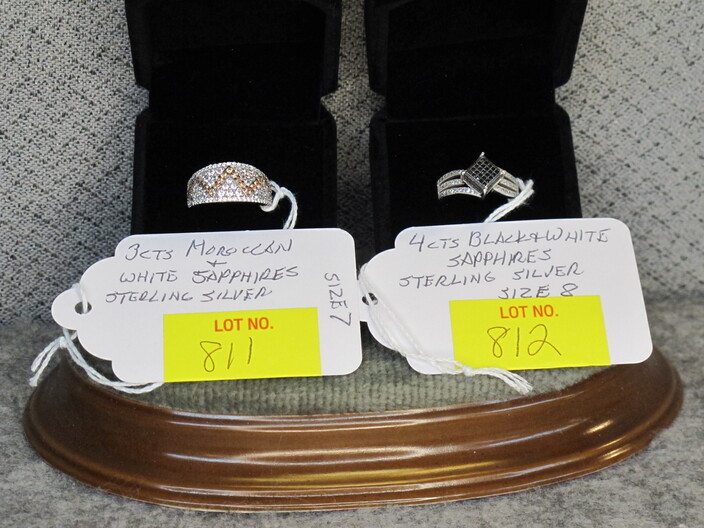 3CTS MOROCCAN
&
WHITE SAPPHIRES
STERLING SILVER
SIZE 7
LOT NO.
811
4CTS BLACK & WHITE
SAPPHIRES
STERLING SILVER
SIZE 8
LOT NO.
812